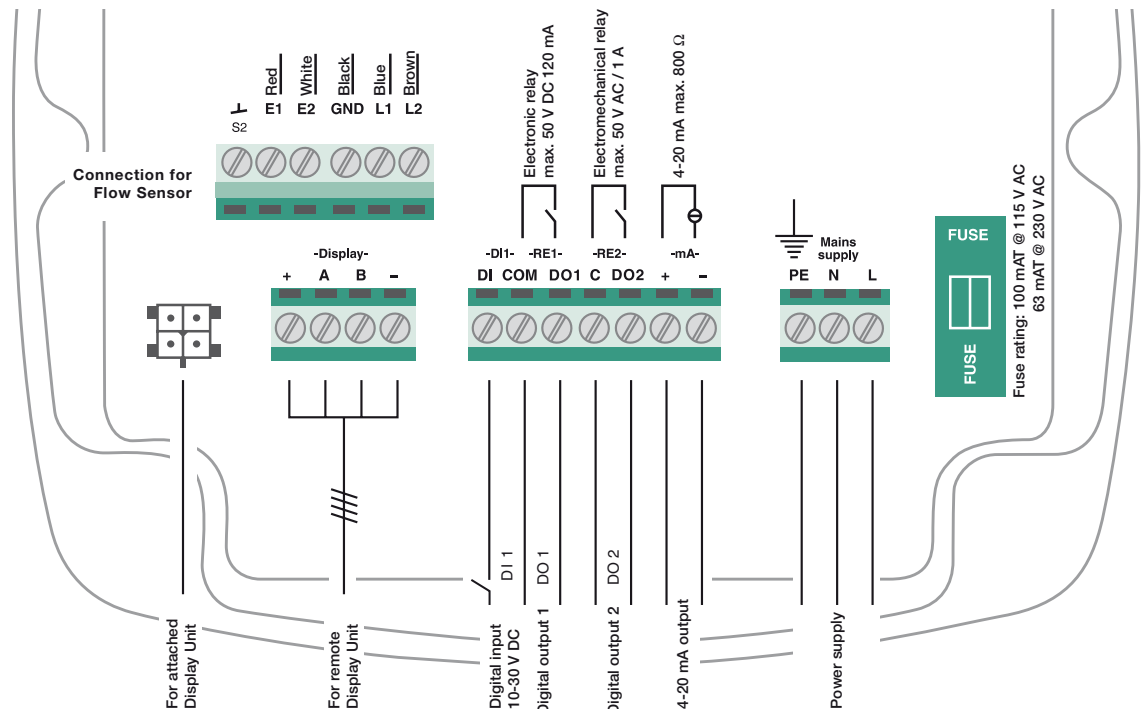 Red
White
Black
Blue
Brown
E1 E2 GND L1 L2
S2
Connection for
Flow Sensor
Electronic relay
max. 50 V DC 120 mA
Electromechanical relay
max. 50 V AC / 1 A
4-20 mA max. 800 Ω
-Display-
+ A B -
-DI1- -RE1- -RE2- -mA-
DI COM DO1 C DO2 + -
Mains
supply
PE N L
FUSE
FUSE
Fuse rating: 100 mAT @ 115 V AC
63 mAT @ 230 V AC
DI 1
DO 1
DO 2
For attached
Display Unit
For remote
Display Unit
Digital input
10-30 V DC
Digital output 1
Digital output 2
4-20 mA output
Power supply